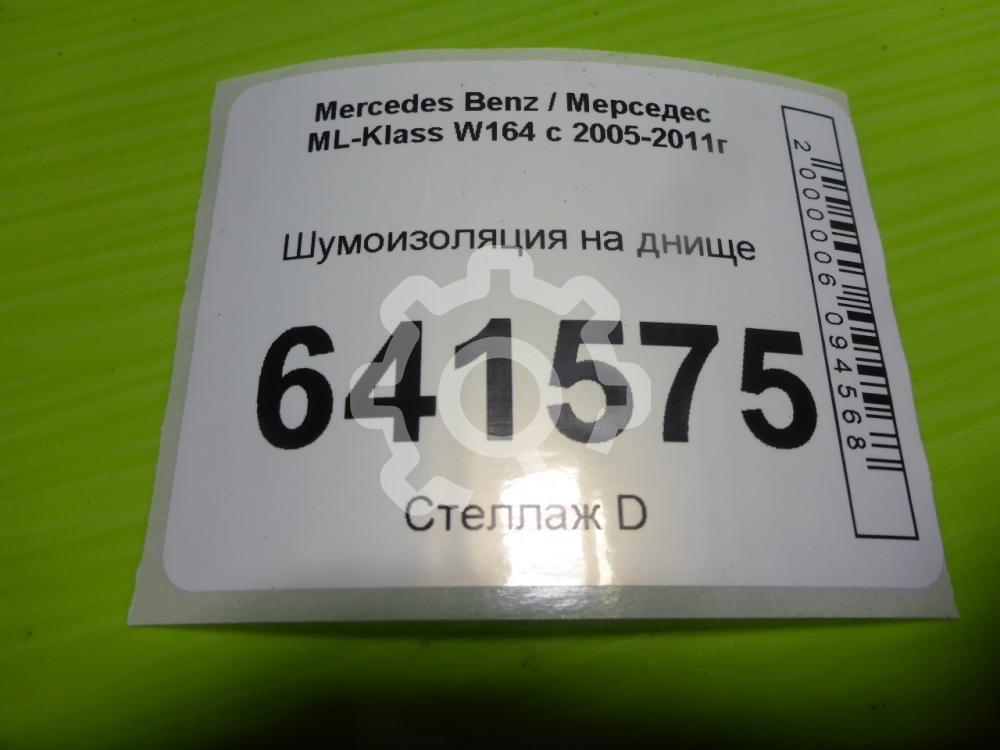 Mercedes Benz / Мерседес
ML-Klass W164 с 2005-2011г
Шумоизоляция на днище
641575
Стеллаж D
2000006094568